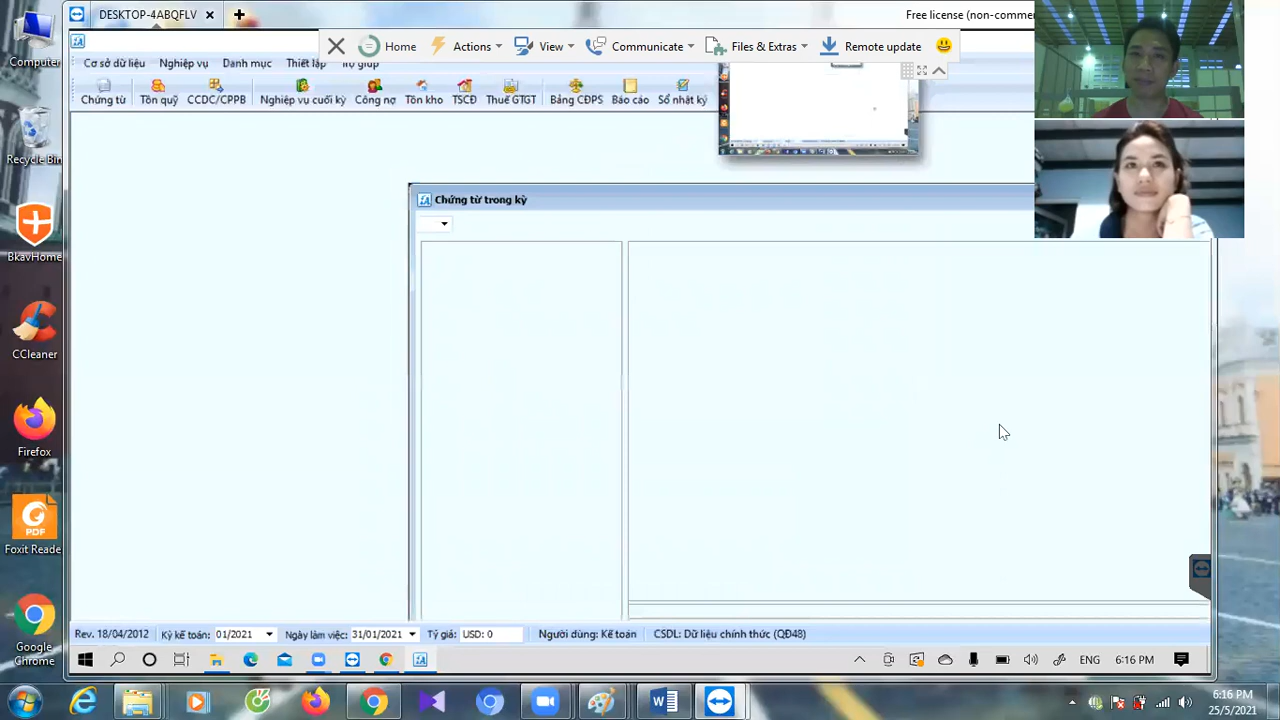 DESKTOP-4ABQFLV
Free license (non-commer
Computer
Home
Actions
View
Communicate
Files & Extras
Remote update
Cơ sở dư liệu
Nghiệp vụ
Danh mục
Thiết lập
Trợ giúp
Chứng từ
Tồn quỹ
CCDC/CPPB
Nghiệp vụ cuối kỳ
Công nợ
Tồn kho
TSCĐ
Thuế GTGT
Bảng CĐPS
Báo cáo
Sổ nhật ký
Recycle Bin
Chứng từ trong kỳ
BkavHome
CCleaner
Firefox
Foxit Reade
PDF
Google
Chrome
Rev. 18/04/2012
Kỳ kế toán: 01/2021
Ngày làm việc: 31/01/2021
Tỷ giá: USD: 0
Người dùng: Kế toán
CSDL: Dữ liệu chính thức (QĐ48)
ENG
6:16 PM
6:16 PM
25/5/2021